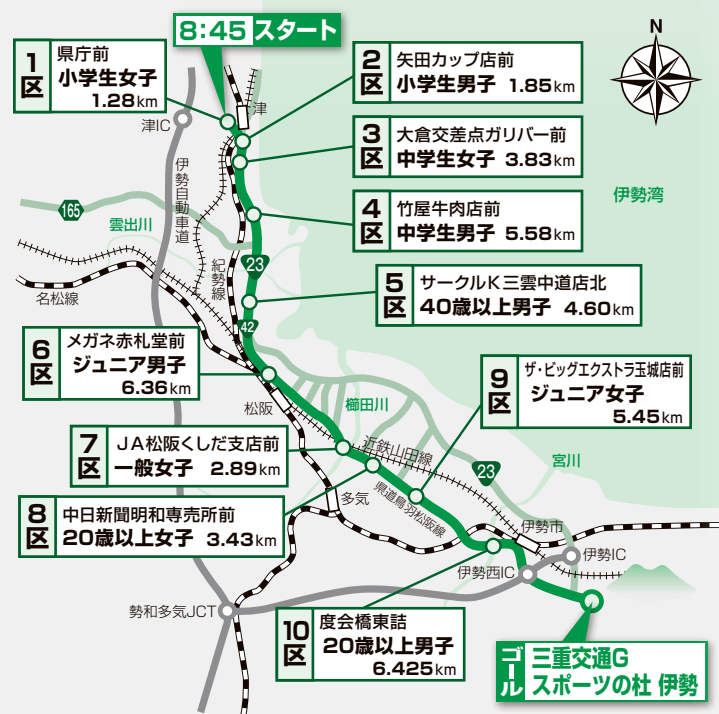 8:45 スタート
1区
県庁前
小学生女子
1.28km
2区
矢田カップ店前
小学生男子 1.85km
3区
大倉交差点ガリバー前
中学生女子 3.83km
4区
竹屋牛肉店前
中学生男子 5.58km
5区
サークルK三雲中道店北
40歳以上男子 4.60km
6区
メガネ赤札堂前
ジュニア男子
6.36km
7区
JA松阪くしだ支店前
一般女子 2.89km
8区
中日新聞明和専売所前
20歳以上女子 3.43km
9区
ザ・ビッグエクストラ玉城店前
ジュニア女子
5.45km
10区
度会橋東詰
20歳以上男子
6.425km
ゴール
三重交通G
スポーツの杜 伊勢
N
津
津IC
伊勢自動車道
165
雲出川
伊勢湾
紀勢線
23
名松線
42
松阪
櫛田川
近鉄山田線
23
宮川
多気
県道鳥羽松阪線
伊勢市
伊勢IC
伊勢西IC
勢和多気JCT